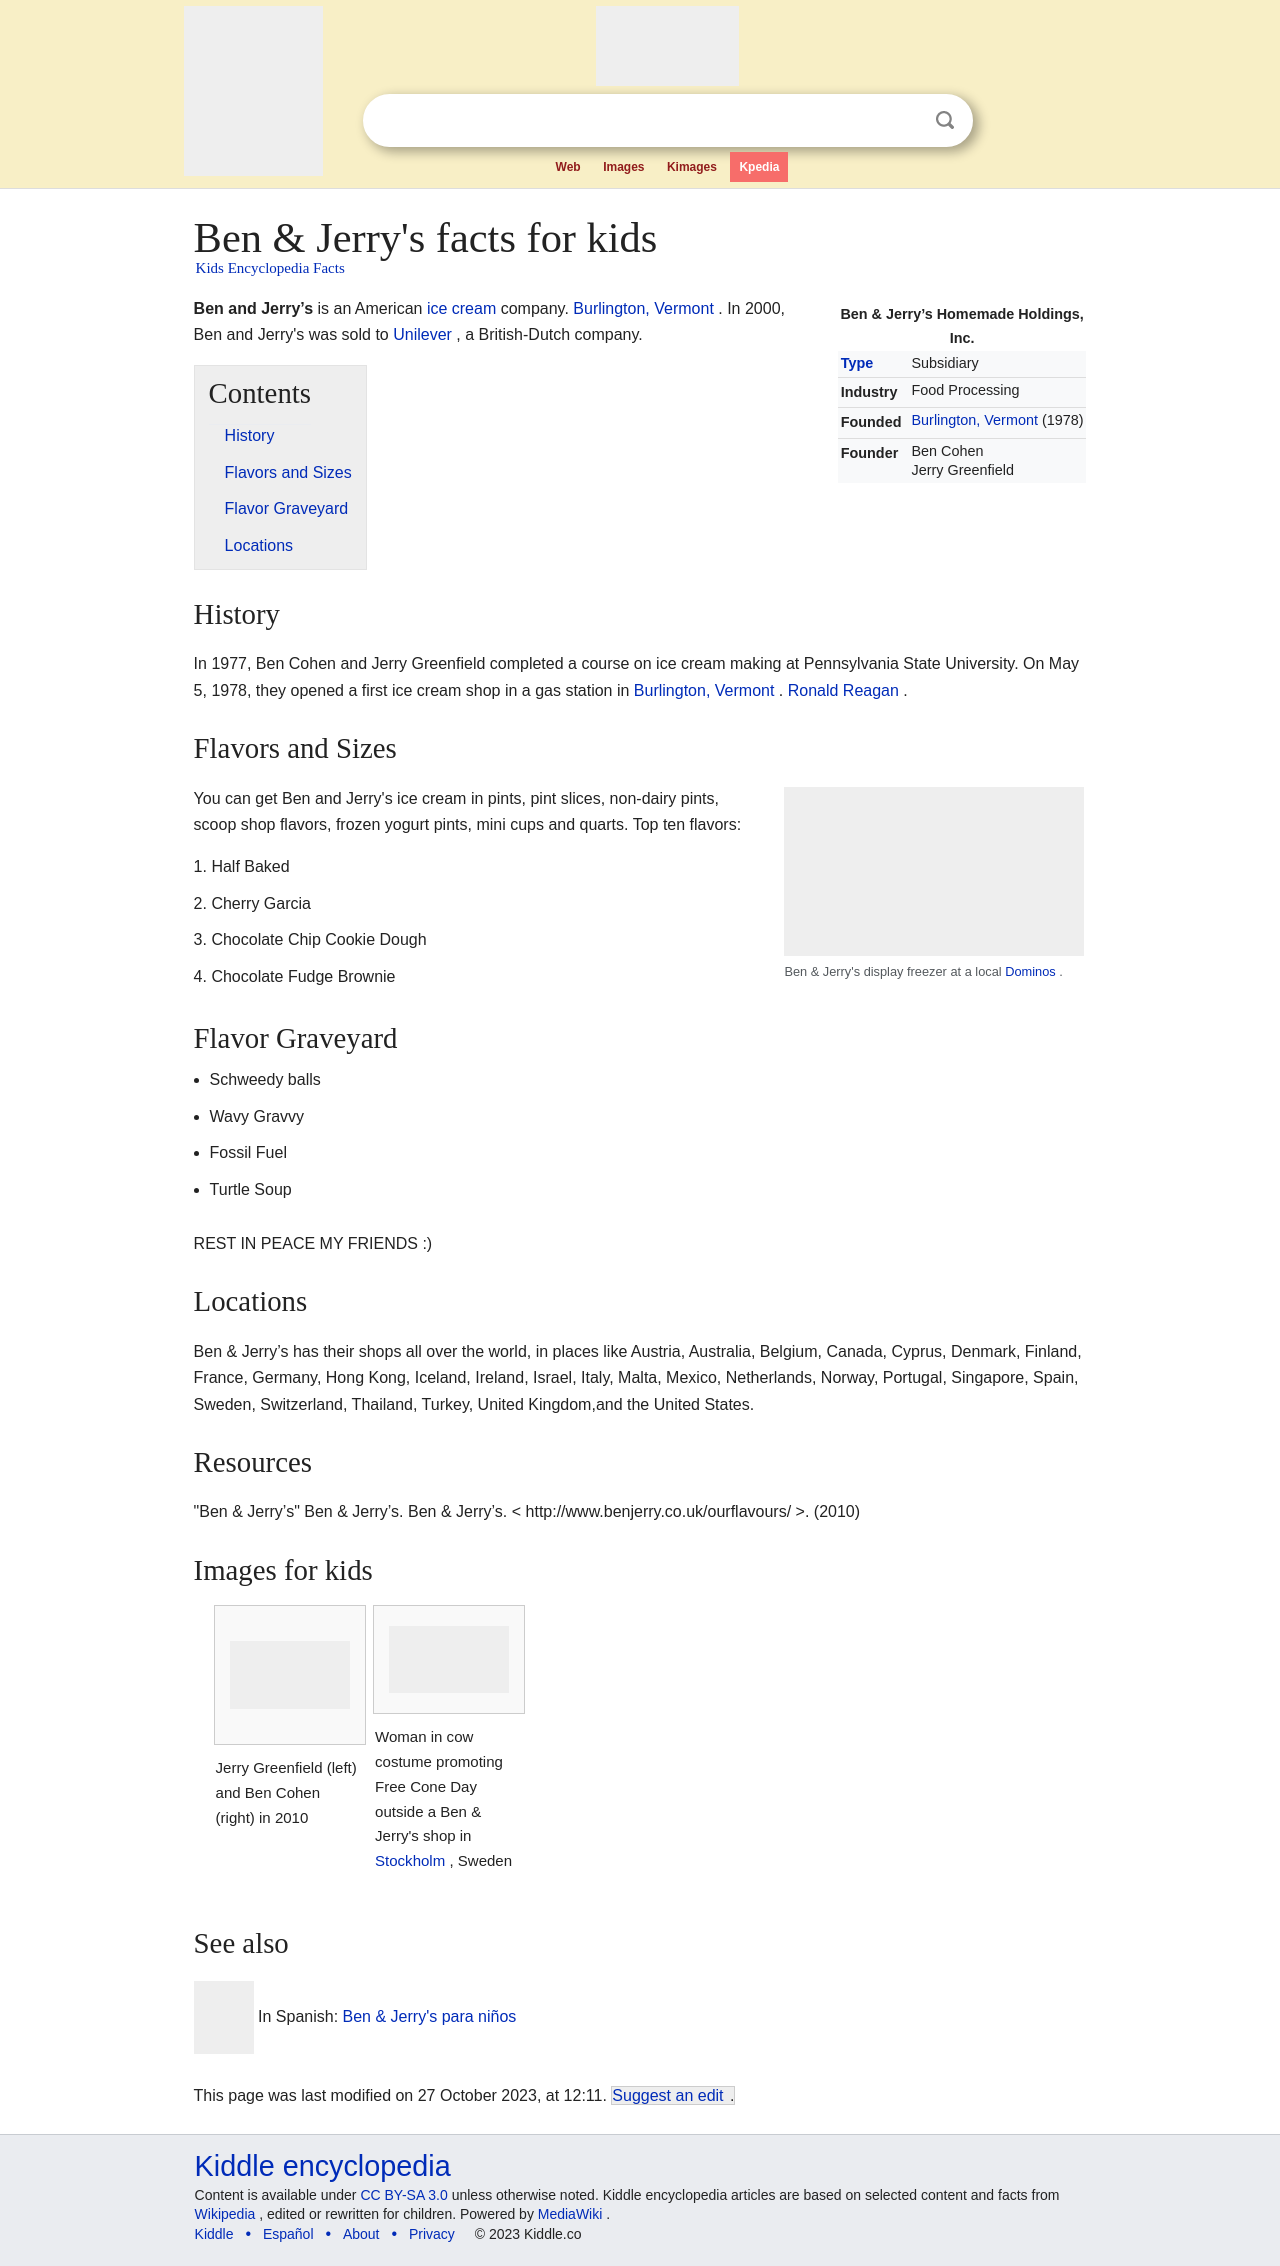 Web Images Kimages Kpedia
Ben & Jerry's facts for kids
Kids Encyclopedia Facts
Ben and Jerry’s is an American ice cream company. Burlington, Vermont . In 2000,
Ben and Jerry's was sold to Unilever , a British-Dutch company.
Ben & Jerry’s Homemade Holdings,
Inc.
Type Subsidiary
Industry Food Processing
Founded Burlington, Vermont (1978)
Founder Ben Cohen
Jerry Greenfield
Contents
History
Flavors and Sizes
Flavor Graveyard
Locations
History
In 1977, Ben Cohen and Jerry Greenfield completed a course on ice cream making at Pennsylvania State University. On May
5, 1978, they opened a first ice cream shop in a gas station in Burlington, Vermont . Ronald Reagan .
Flavors and Sizes
You can get Ben and Jerry's ice cream in pints, pint slices, non-dairy pints,
scoop shop flavors, frozen yogurt pints, mini cups and quarts. Top ten flavors:
1. Half Baked
2. Cherry Garcia
3. Chocolate Chip Cookie Dough
4. Chocolate Fudge Brownie
Ben & Jerry's display freezer at a local Dominos .
Flavor Graveyard
• Schweedy balls
• Wavy Gravvy
• Fossil Fuel
• Turtle Soup
REST IN PEACE MY FRIENDS :)
Locations
Ben & Jerry’s has their shops all over the world, in places like Austria, Australia, Belgium, Canada, Cyprus, Denmark, Finland,
France, Germany, Hong Kong, Iceland, Ireland, Israel, Italy, Malta, Mexico, Netherlands, Norway, Portugal, Singapore, Spain,
Sweden, Switzerland, Thailand, Turkey, United Kingdom,and the United States.
Resources
"Ben & Jerry’s" Ben & Jerry’s. Ben & Jerry’s. < http://www.benjerry.co.uk/ourflavours/ >. (2010)
Images for kids
Jerry Greenfield (left)
and Ben Cohen
(right) in 2010
Woman in cow
costume promoting
Free Cone Day
outside a Ben &
Jerry's shop in
Stockholm , Sweden
See also
In Spanish: Ben & Jerry's para niños
This page was last modified on 27 October 2023, at 12:11. Suggest an edit .
Kiddle encyclopedia
Content is available under CC BY-SA 3.0 unless otherwise noted. Kiddle encyclopedia articles are based on selected content and facts from
Wikipedia , edited or rewritten for children. Powered by MediaWiki .
Kiddle • Español • About • Privacy © 2023 Kiddle.co